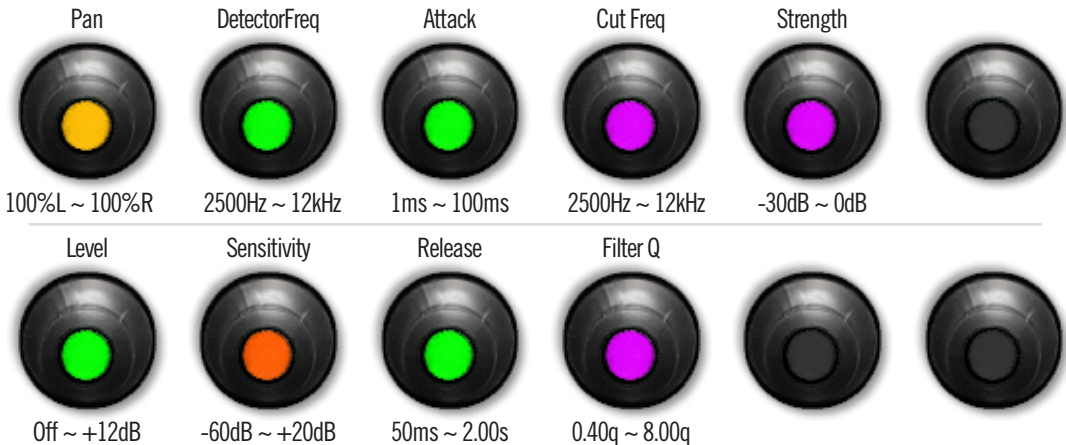 Pan DetectorFreq Attack Cut Freq Strength
100%L ~ 100%R 2500Hz ~ 12kHz 1ms ~ 100ms 2500Hz ~ 12kHz -30dB ~ 0dB
Level Sensitivity Release Filter Q
Off ~ +12dB -60dB ~ +20dB 50ms ~ 2.00s 0.40q ~ 8.00q